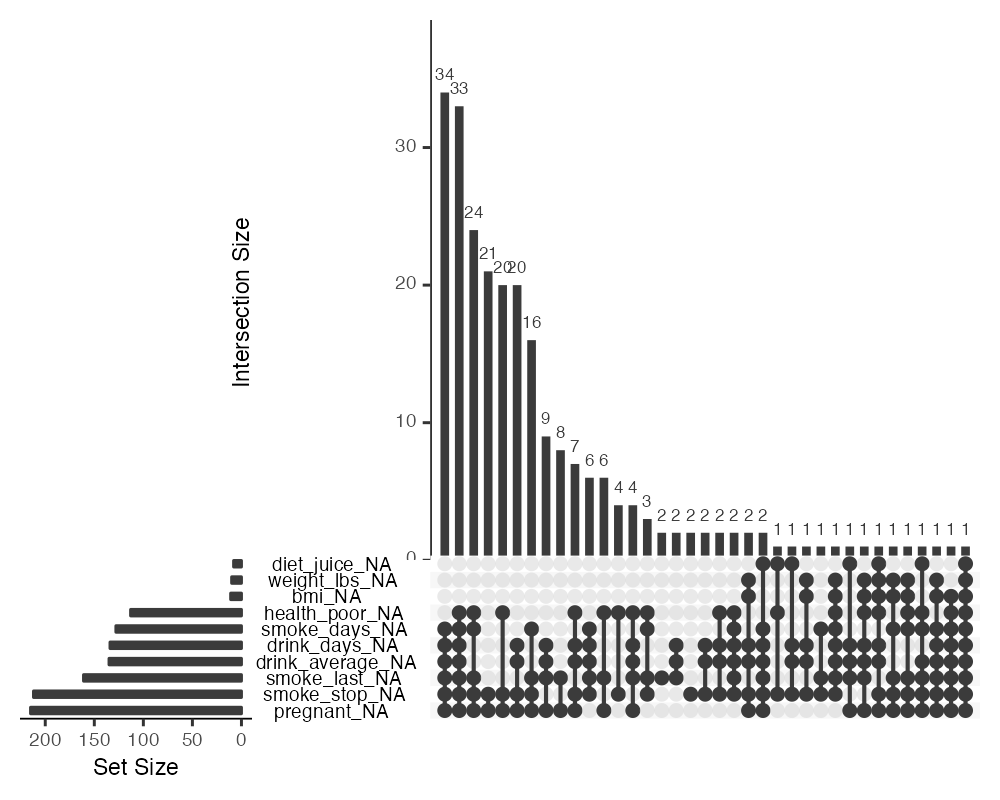 34
33
30
24
21
20 20
20
16
Intersection Size
10
9
8
7
6 6
4 4
3
2 2 2 2 2 2 2 2
1 1 1 1 1 1 1 1 1 1 1 1 1 1
0
diet_juice_NA
weight_lbs_NA
bmi_NA
health_poor_NA
smoke_days_NA
drink_days_NA
drink_average_NA
smoke_last_NA
smoke_stop_NA
pregnant_NA
200 150 100 50 0
Set Size